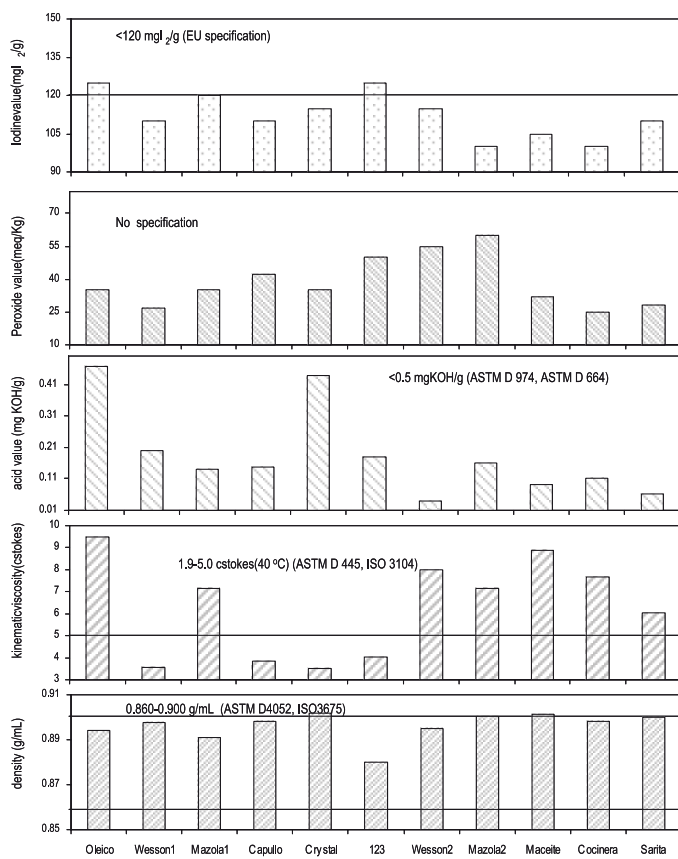 150
135
120
105
90
Iodinevalue(mgI 2/g)
<120 mgI 2/g (EU specification)
70
55
40
25
10
Peroxide value(meq/Kg)
No specification
0.41
0.31
0.21
0.11
0.01
acid value (mg KOH/g)
<0.5 mgKOH/g (ASTM D 974, ASTM D 664)
10
9
8
7
6
5
4
3
kinematicviscosity(cstokes)
1.9-5.0 cstokes(40 ºC) (ASTM D 445, ISO 3104)
0.91
0.89
0.87
0.85
density (g/mL)
0.860-0.900 g/mL (ASTM D4052, ISO3675)
Oleico Wesson1 Mazola1 Capullo Crystal 123 Wesson2 Mazola2 Maceite Cocinera Sarita